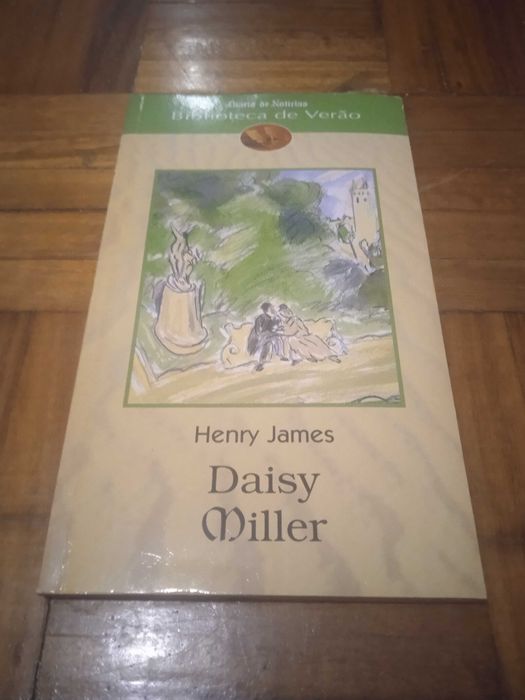 Diário de Notícias
Biblioteca de Verão
Henry James
Daisy
Miller